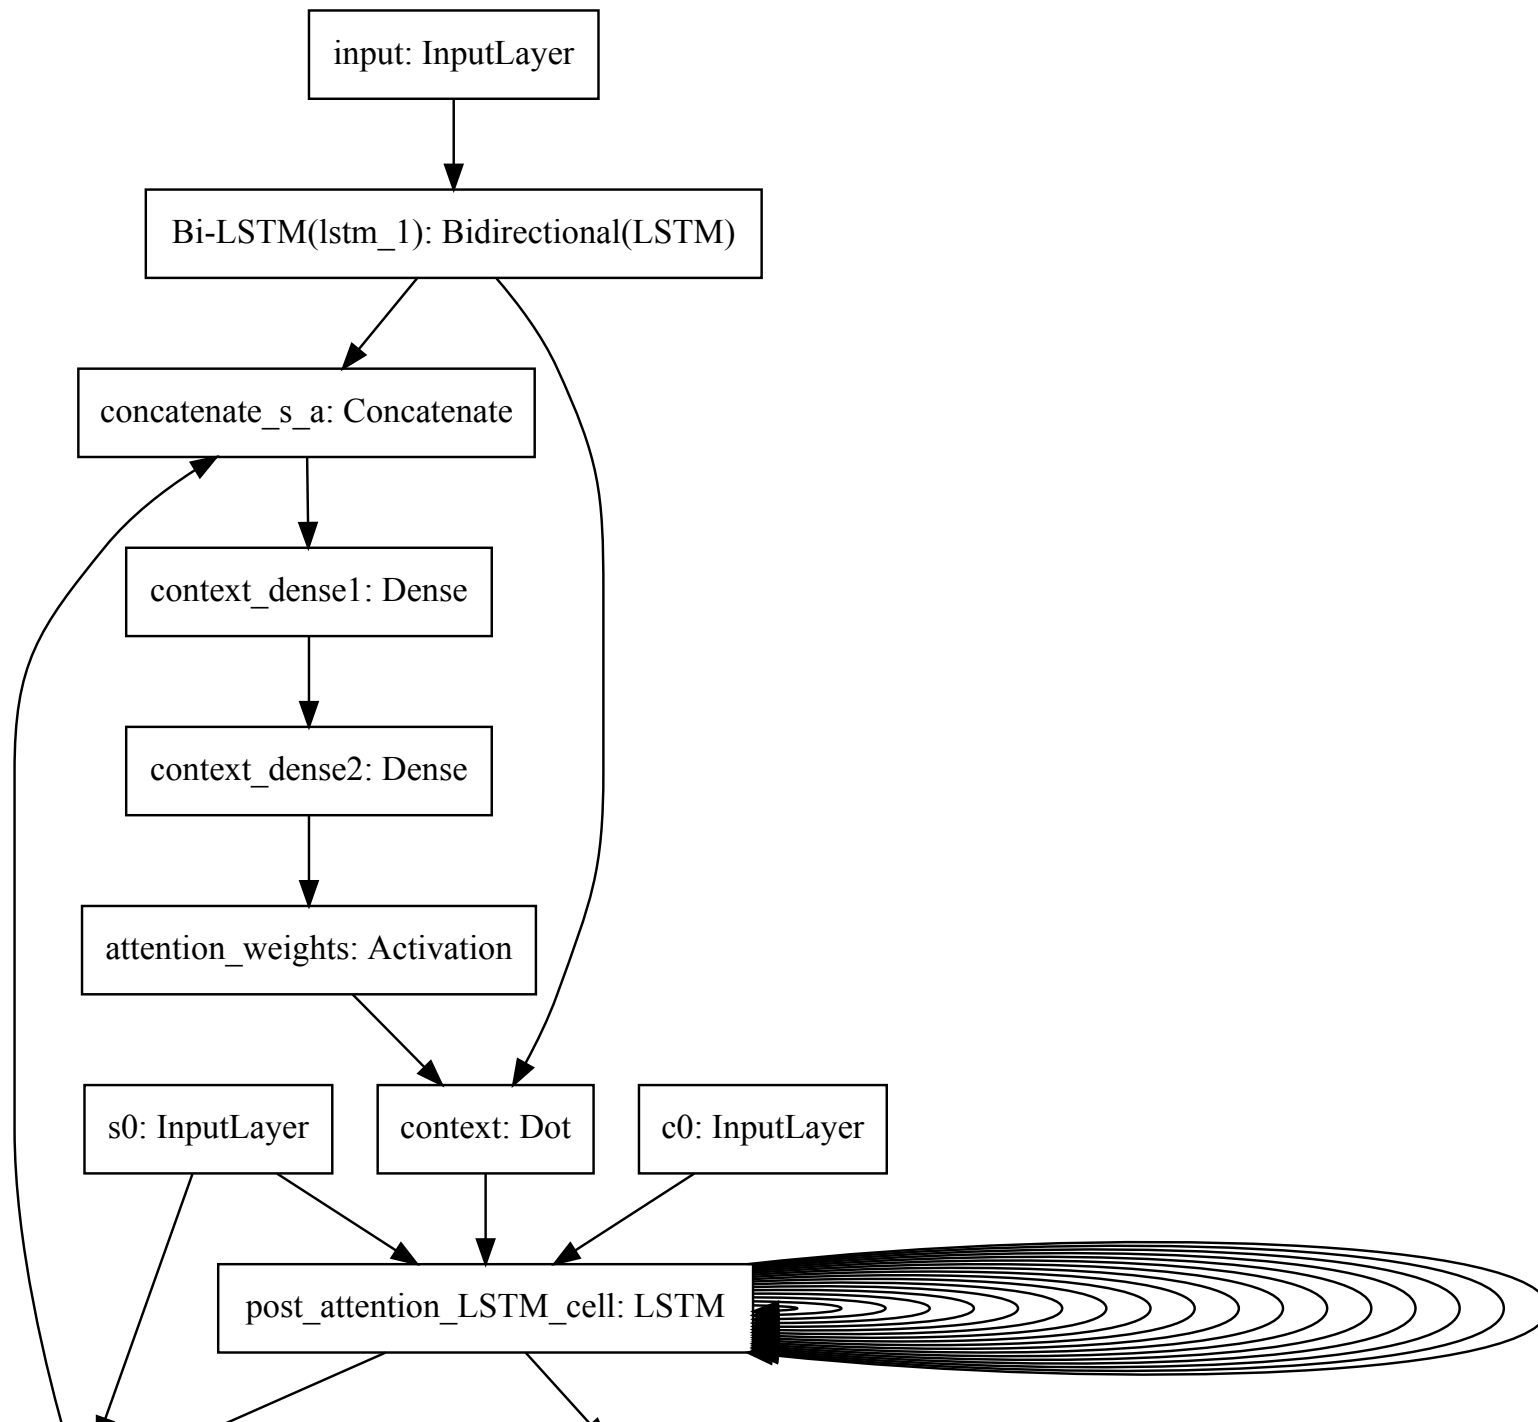 input: InputLayer
Bi-LSTM(lstm_1): Bidirectional(LSTM)
concatenate_s_a: Concatenate
context_dense1: Dense
context_dense2: Dense
attention_weights: Activation
s0: InputLayer
context: Dot
c0: InputLayer
post_attention_LSTM_cell: LSTM